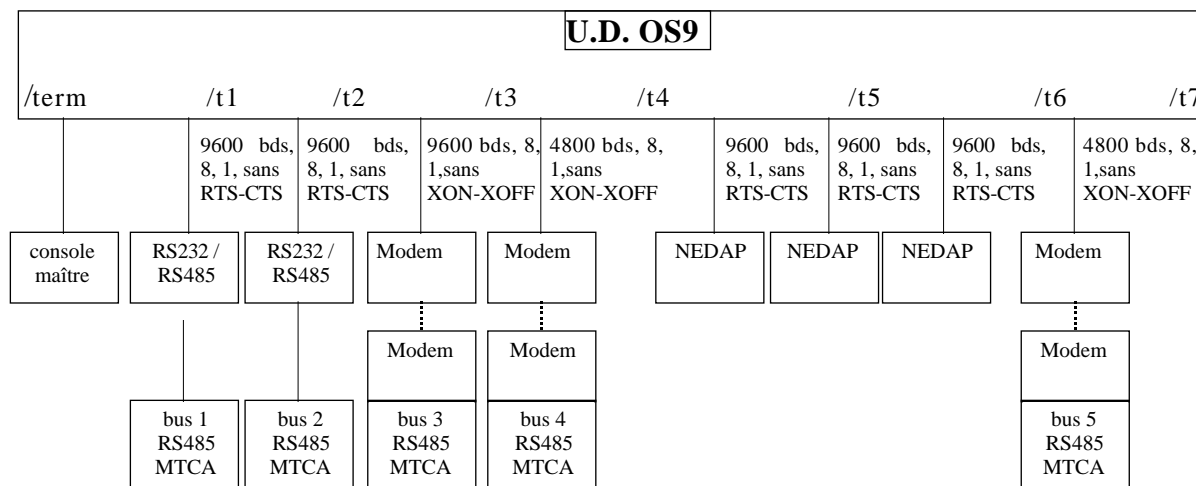 U.D. OS9
/term /t1 /t2 /t3 /t4 /t5 /t6 /t7
9600 bds, 8, 1, sans RTS-CTS
9600 bds, 8, 1, sans RTS-CTS
9600 bds, 8, 1,sans XON-XOFF
4800 bds, 8, 1,sans XON-XOFF
9600 bds, 8, 1, sans RTS-CTS
9600 bds, 8, 1, sans RTS-CTS
9600 bds, 8, 1, sans RTS-CTS
4800 bds, 8, 1,sans XON-XOFF
console
maître
RS232 /
RS485
RS232 /
RS485
Modem
Modem
NEDAP
NEDAP
NEDAP
Modem
Modem
Modem
Modem
bus 1
RS485
MTCA
bus 2
RS485
MTCA
bus 3
RS485
MTCA
bus 4
RS485
MTCA
bus 5
RS485
MTCA